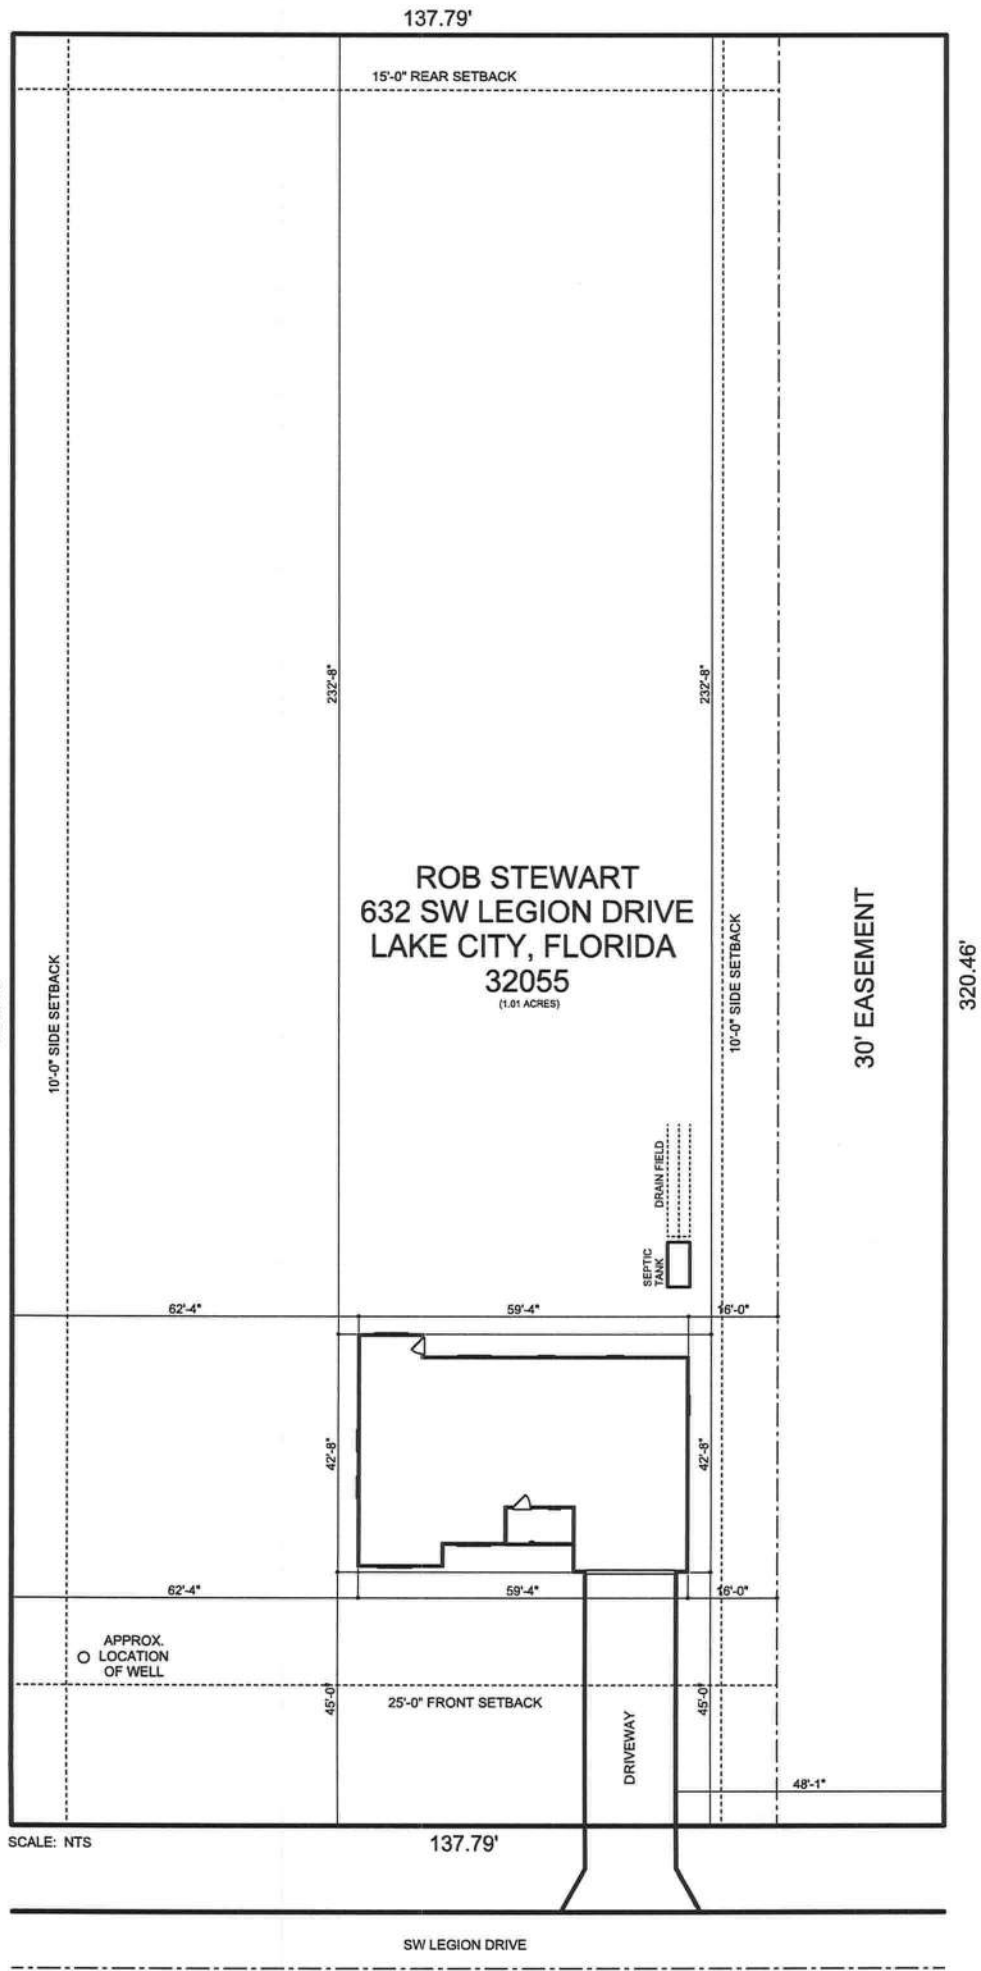 137.79'
15'-0" REAR SETBACK
232'-8"
232'-8"
ROB STEWART
632 SW LEGION DRIVE
LAKE CITY, FLORIDA
32055
(1.01 ACRES)
10'-0" SIDE SETBACK
10'-0" SIDE SETBACK
30' EASEMENT
320.46'
DRAIN FIELD
SEPTIC
TANK
62'-4"
59'-4"
16'-0"
42'-8"
42'-8"
62'-4"
59'-4"
16'-0"
APPROX.
LOCATION
OF WELL
45'-0"
25'-0" FRONT SETBACK
45'-0"
DRIVEWAY
48'-1"
SCALE: NTS
137.79'
SW LEGION DRIVE